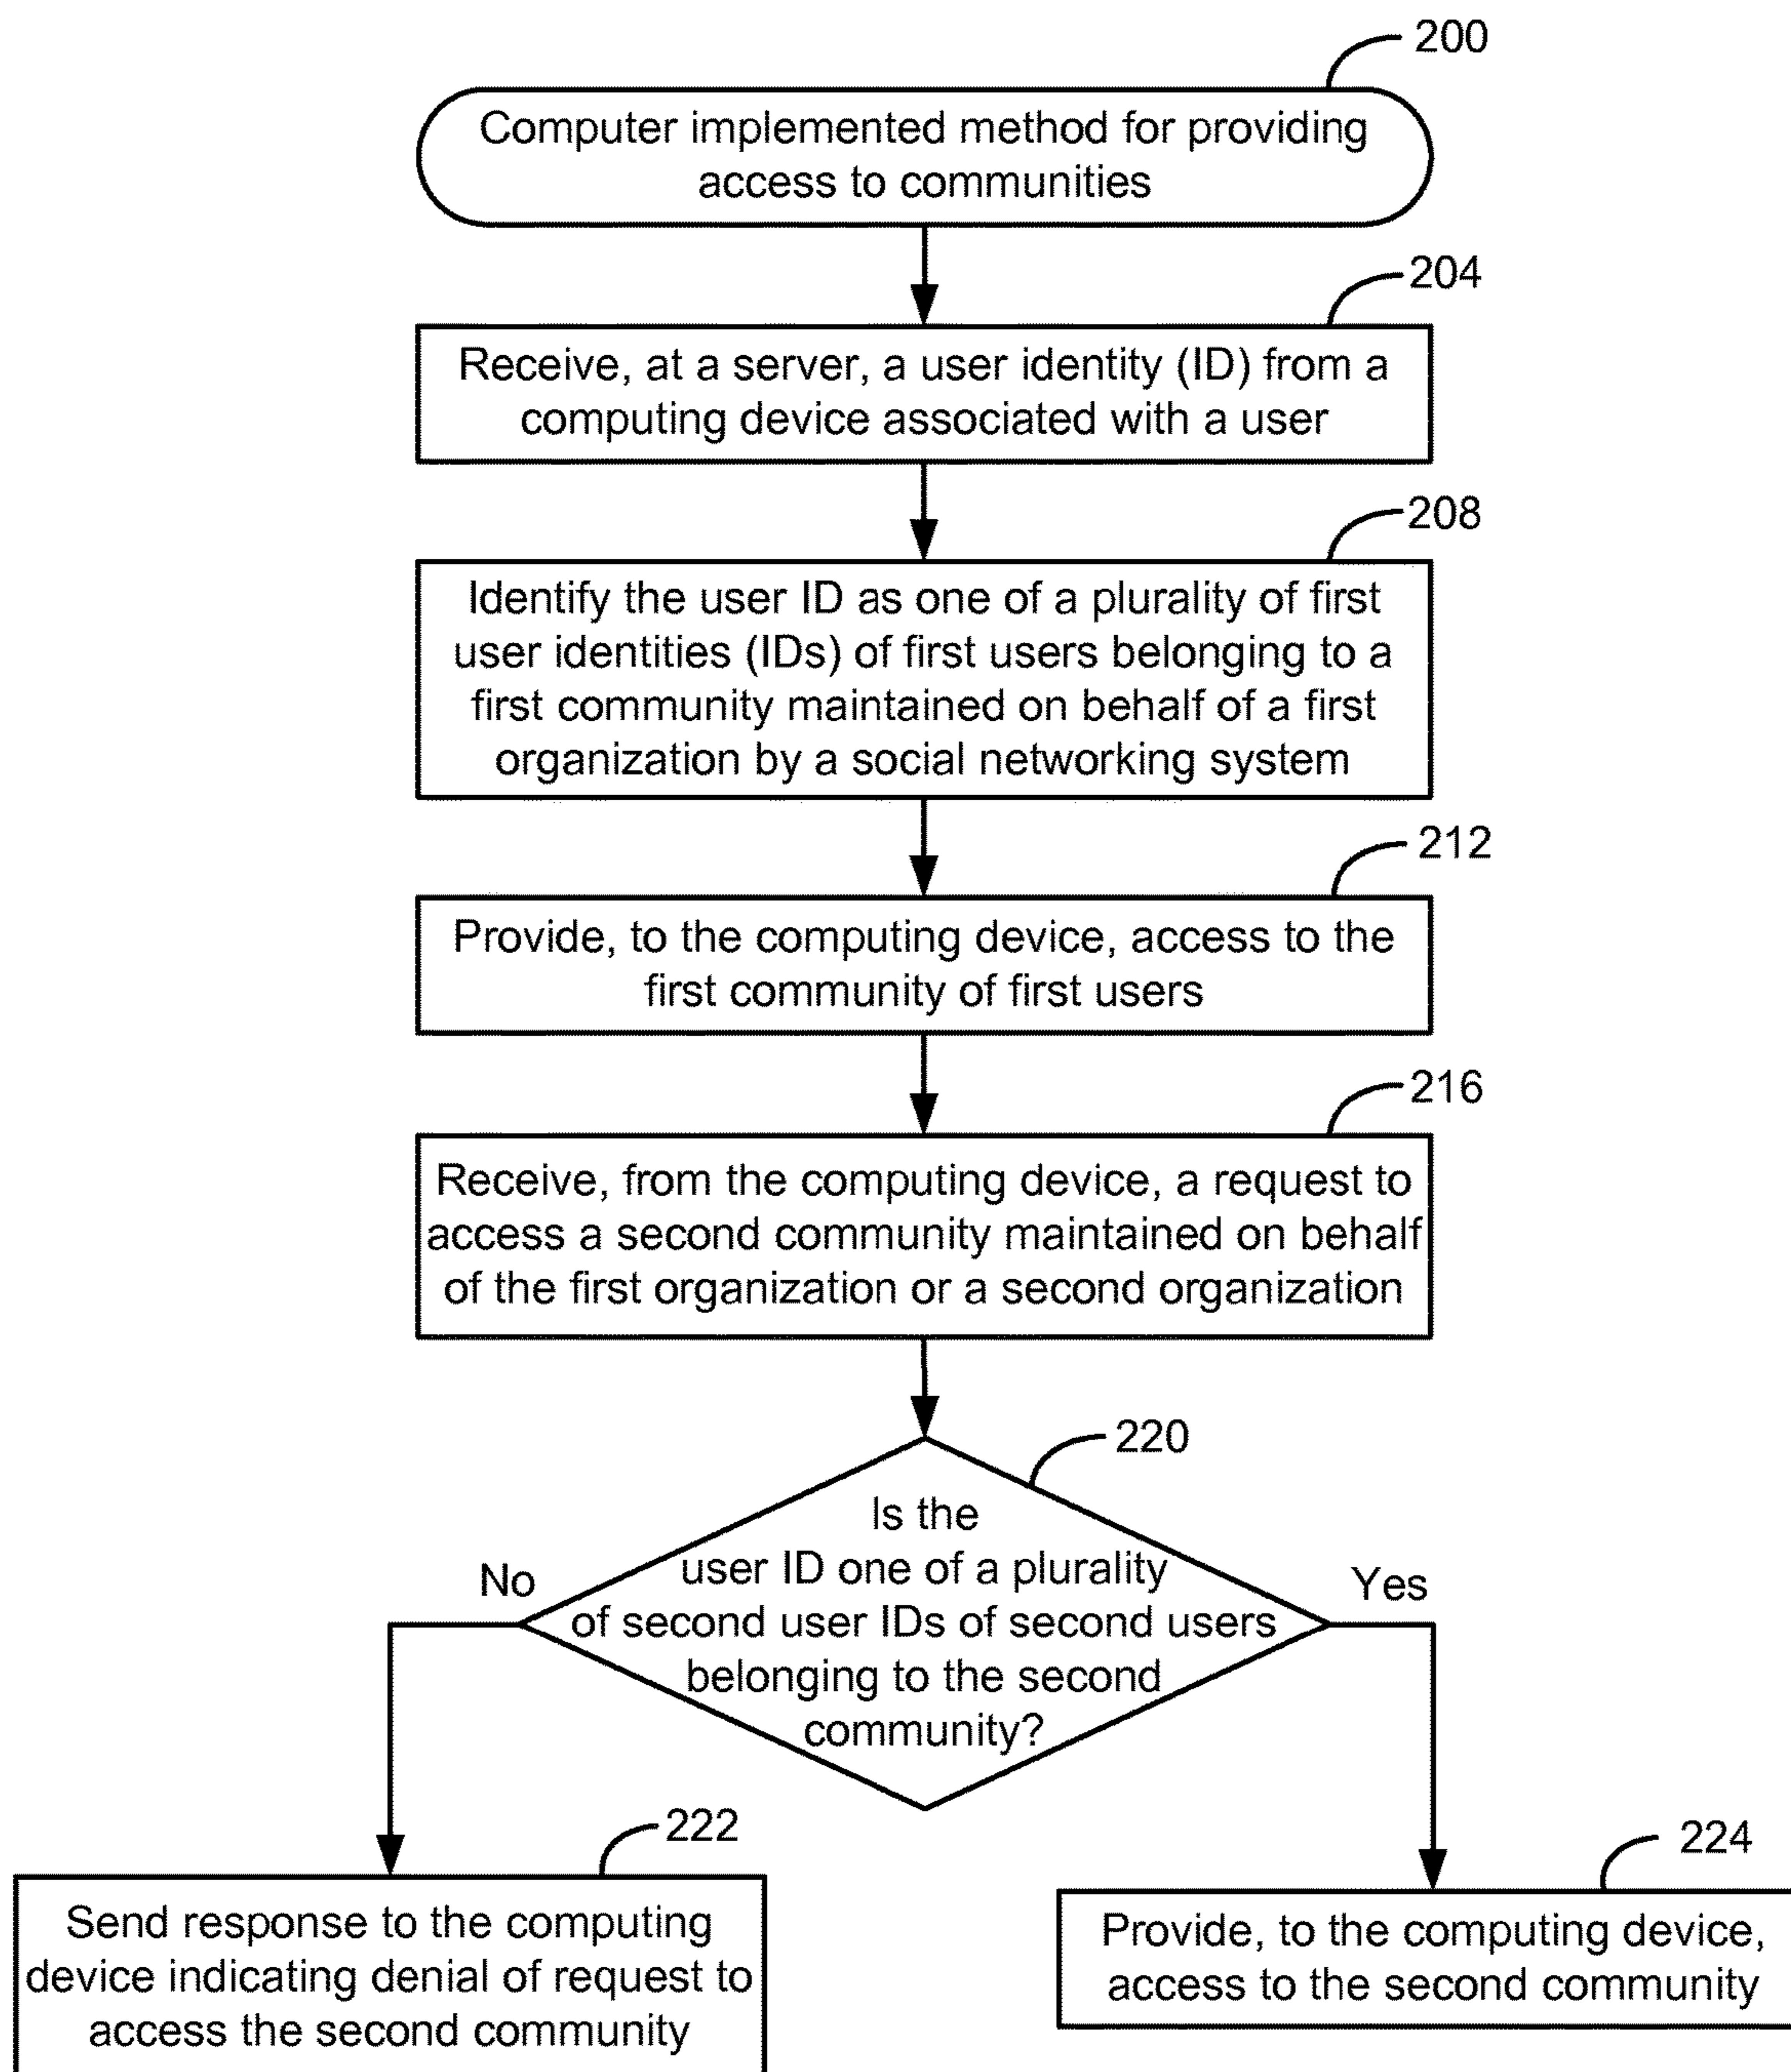 200
Computer implemented method for providing
access to communities
204
Receive, at a server, a user identity (ID) from a
computing device associated with a user
208
Identify the user ID as one of a plurality of first
user identities (IDs) of first users belonging to a
first community maintained on behalf of a first
organization by a social networking system
212
Provide, to the computing device, access to the
first community of first users
216
Receive, from the computing device, a request to
access a second community maintained on behalf
of the first organization or a second organization
220
Is the
user ID one of a plurality
of second user IDs of second users
belonging to the second
community?
No
Yes
222
Send response to the computing
device indicating denial of request to
access the second community
224
Provide, to the computing device,
access to the second community